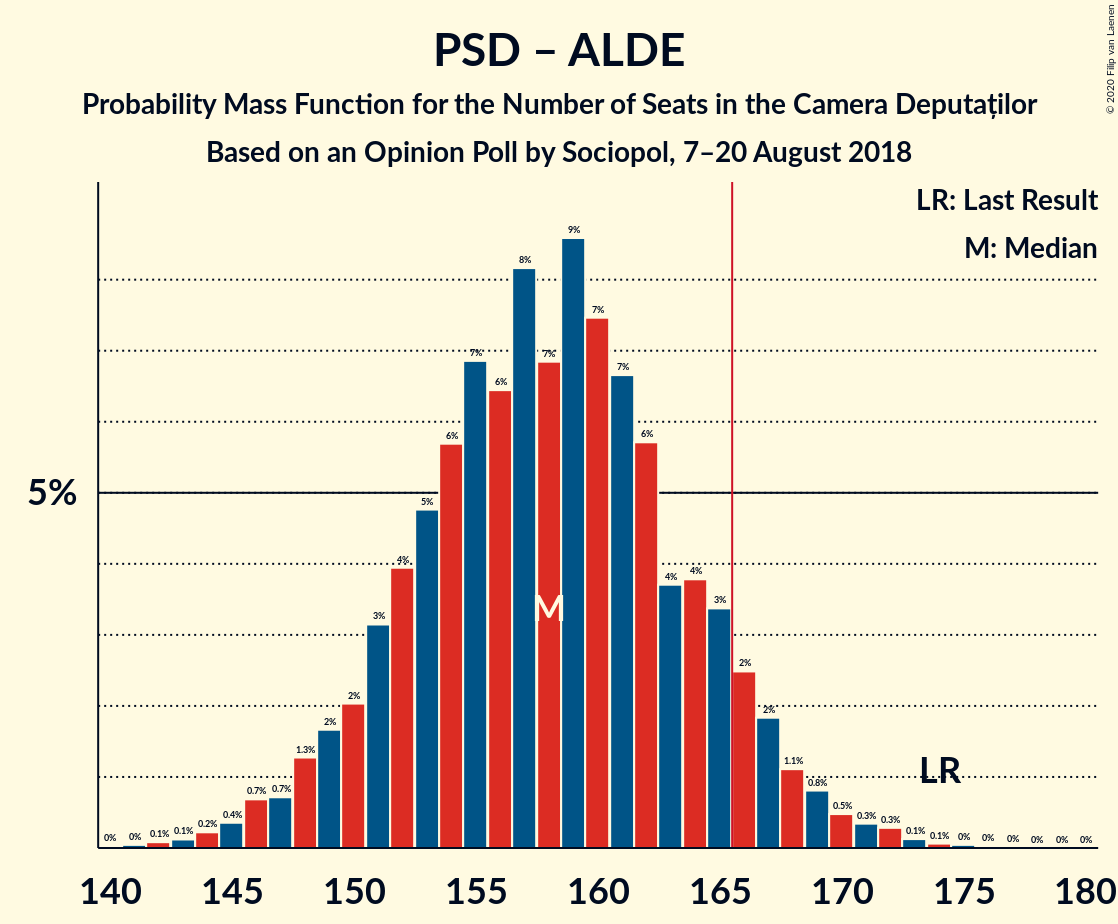 PSD – ALDE
Probability Mass Function for the Number of Seats in the Camera Deputaților
Based on an Opinion Poll by Sociopol, 7–20 August 2018
© 2020 Filip van Laenen
LR: Last Result
M: Median
5%
0% 0% 0.1% 0.1% 0.2% 0.4% 0.7% 0.7% 1.3% 2% 2% 3% 4% 5% 6% 7% 6% 8% 7% 9% 7% 7% 6% 4% 4% 3% 2% 2% 1.1% 0.8% 0.5% 0.3% 0.3% 0.1% 0.1% 0% 0% 0% 0% 0% 0%
M
LR
140 145 150 155 160 165 170 175 180